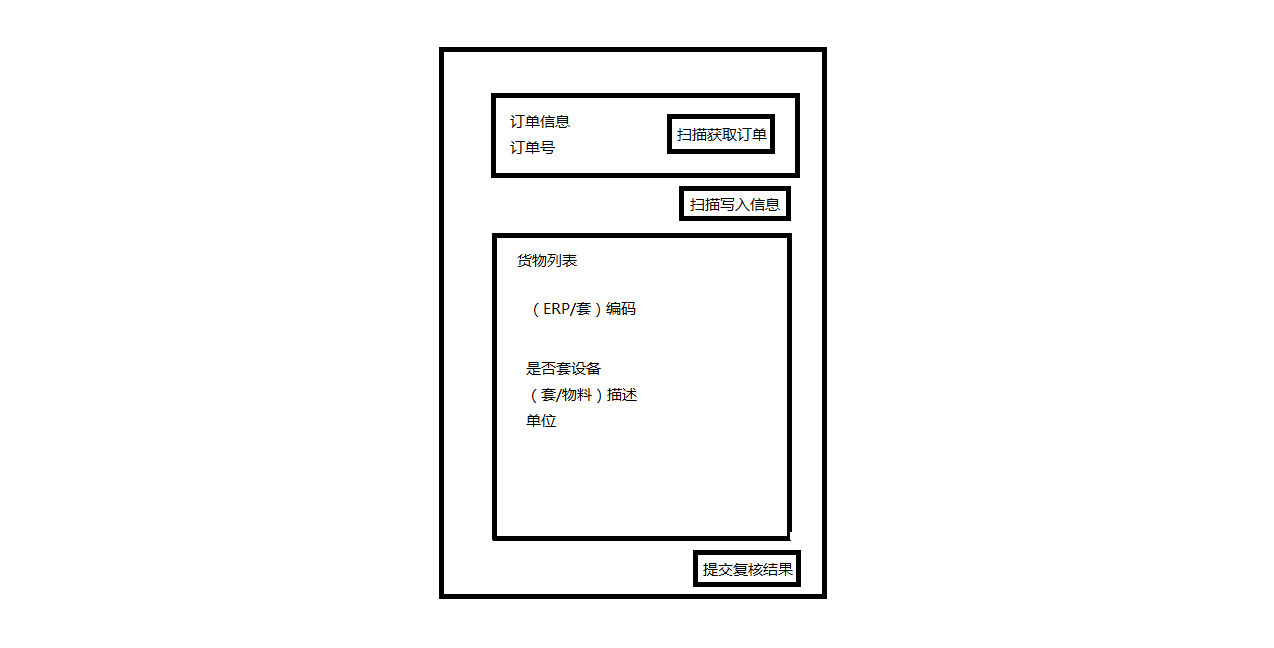 订单信息
扫描获取订单
订单号
扫描写入信息
货物列表
（ERP/套）编码
是否套设备
（套/物料）描述
单位
提交复核结果